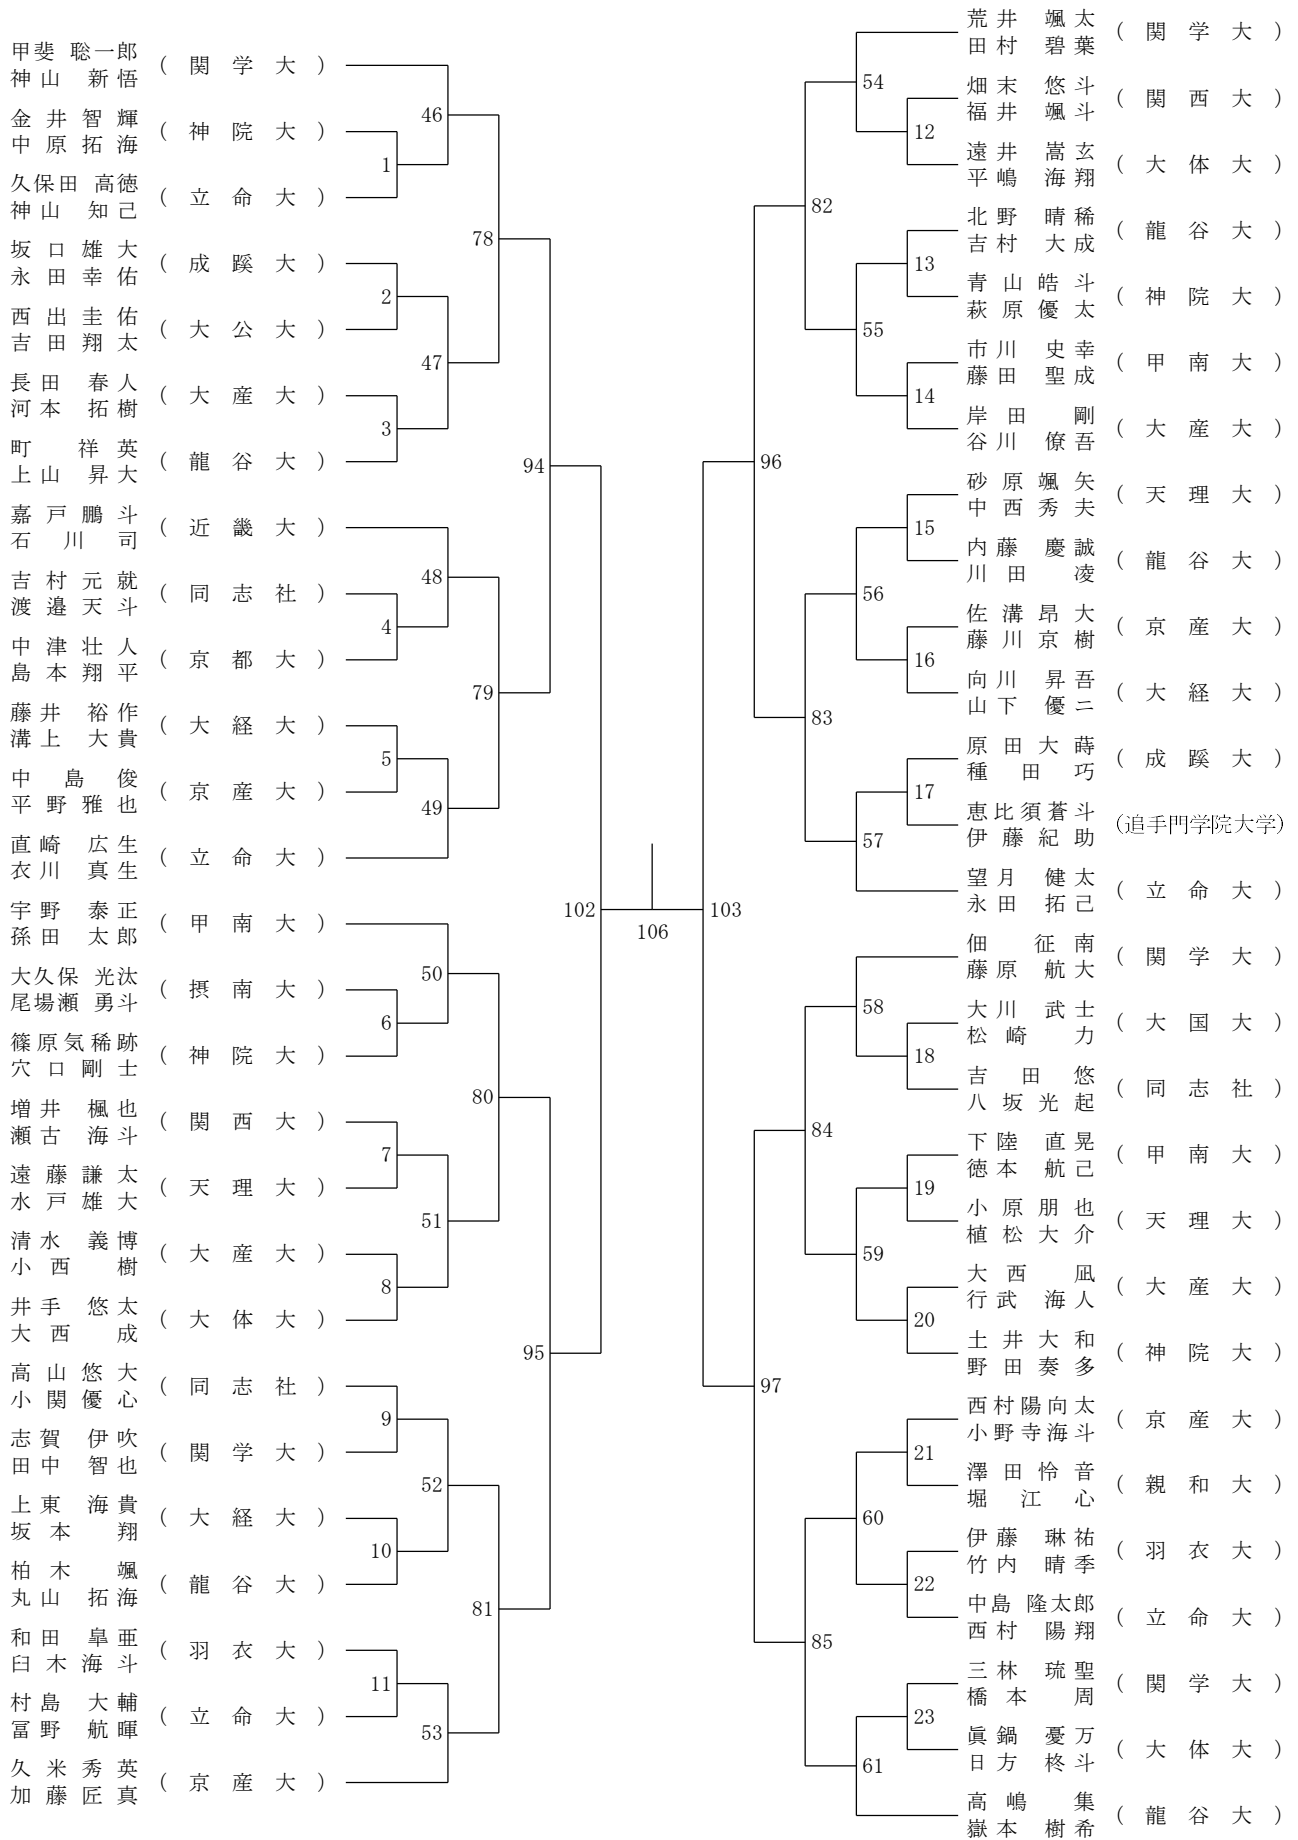 甲斐 聡一郎
神山 新悟
(関学大)
金井智輝
中原拓海
(神院大)
久保田 高徳
神山 知己
(立命大)
坂口雄大
永田幸佑
(成蹊大)
西出圭佑
吉田翔太
(大公大)
長田 春人
河本 拓樹
(大産大)
町 祥英
上山 昇大
(龍谷大)
嘉戸鵬斗
石川司
(近畿大)
吉村元就
渡邉天斗
(同志社)
中津壮人
島本翔平
(京都大)
藤井 裕作
溝上 大貴
(大経大)
中島俊
平野雅也
(京産大)
直崎 広生
衣川 真生
(立命大)
宇野 泰正
孫田 太郎
(甲南大)
大久保 光汰
尾場瀬 勇斗
(摂南大)
篠原気稀跡
穴口剛士
(神院大)
増井 楓也
瀬古 海斗
(関西大)
遠藤謙太
水戸雄大
(天理大)
清水 義博
小西 樹
(大産大)
井手 悠太
大西 成
(大体大)
高山悠大
小関優心
(同志社)
志賀 伊吹
田中 智也
(関学大)
上東 海貴
坂本 翔
(大経大)
柏木 颯
丸山 拓海
(龍谷大)
和田皐亜
臼木海斗
(羽衣大)
村島 大輔
冨野 航暉
(立命大)
久米秀英
加藤匠真
(京産大)
1
2
3
4
5
6
7
8
9
10
11
46
47
48
49
50
51
52
53
78
79
80
81
94
95
102
106
103
96
97
82
83
84
85
54
55
56
57
58
59
60
61
12
13
14
15
16
17
18
19
20
21
22
23
荒井 颯太
田村 碧葉
(関学大)
畑末 悠斗
福井 颯斗
(関西大)
遠井 嵩玄
平嶋 海翔
(大体大)
北野 晴稀
吉村 大成
(龍谷大)
青山皓斗
萩原優太
(神院大)
市川 史幸
藤田 聖成
(甲南大)
岸田 剛
谷川 僚吾
(大産大)
砂原颯矢
中西秀夫
(天理大)
内藤 慶誠
川田 凌
(龍谷大)
佐溝昂大
藤川京樹
(京産大)
向川 昇吾
山下 優二
(大経大)
原田大蒔
種田巧
(成蹊大)
恵比須蒼斗
伊藤紀助
(追手門学院大学)
望月 健太
永田 拓己
(立命大)
佃 征南
藤原 航大
(関学大)
大川 武士
松崎 力
(大国大)
吉田悠
八坂光起
(同志社)
下陸 直晃
徳本 航己
(甲南大)
小原朋也
植松大介
(天理大)
大西 凪
行武 海人
(大産大)
土井大和
野田奏多
(神院大)
西村陽向太
小野寺海斗
(京産大)
澤田怜音
堀江心
(親和大)
伊藤 琳祐
竹内 晴季
(羽衣大)
中島 隆太郎
西村 陽翔
(立命大)
三林 琉聖
橋本 周
(関学大)
眞鍋 憂万
日方 柊斗
(大体大)
高嶋 集
嶽本 樹希
(龍谷大)